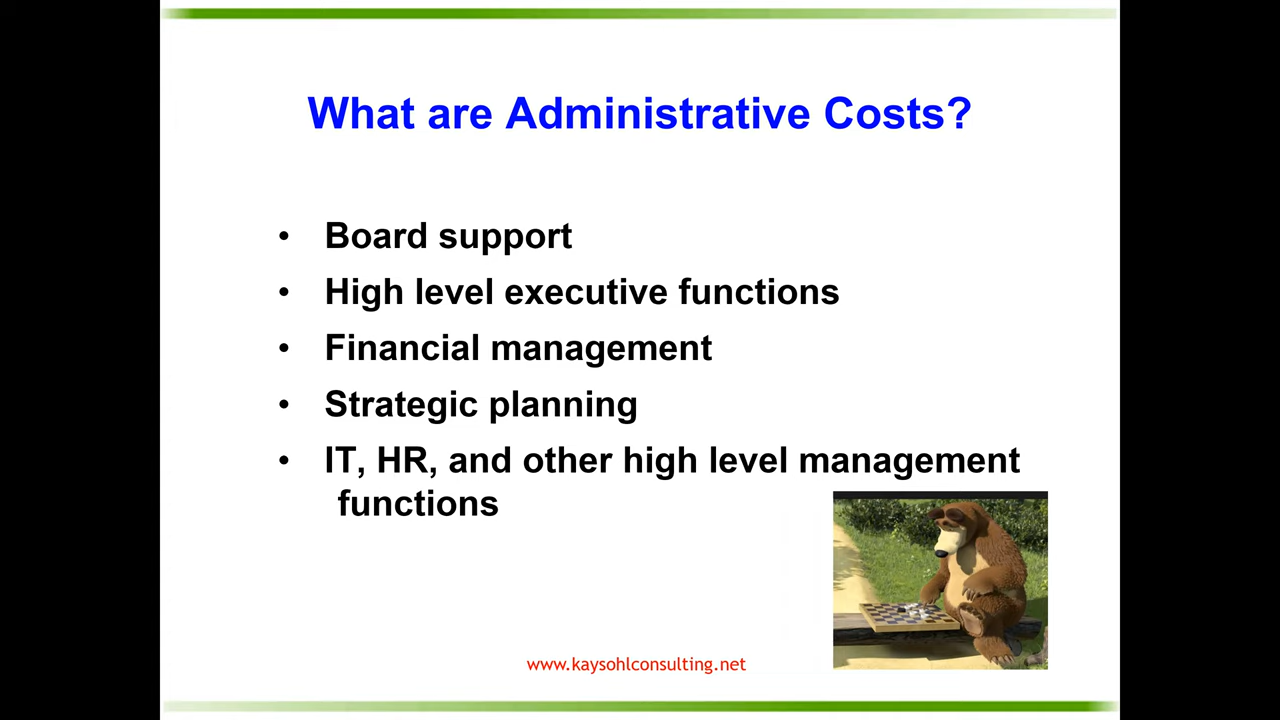 What are Administrative Costs?
• Board support
• High level executive functions
• Financial management
• Strategic planning
• IT, HR, and other high level management
functions
www.kaysohlconsulting.net